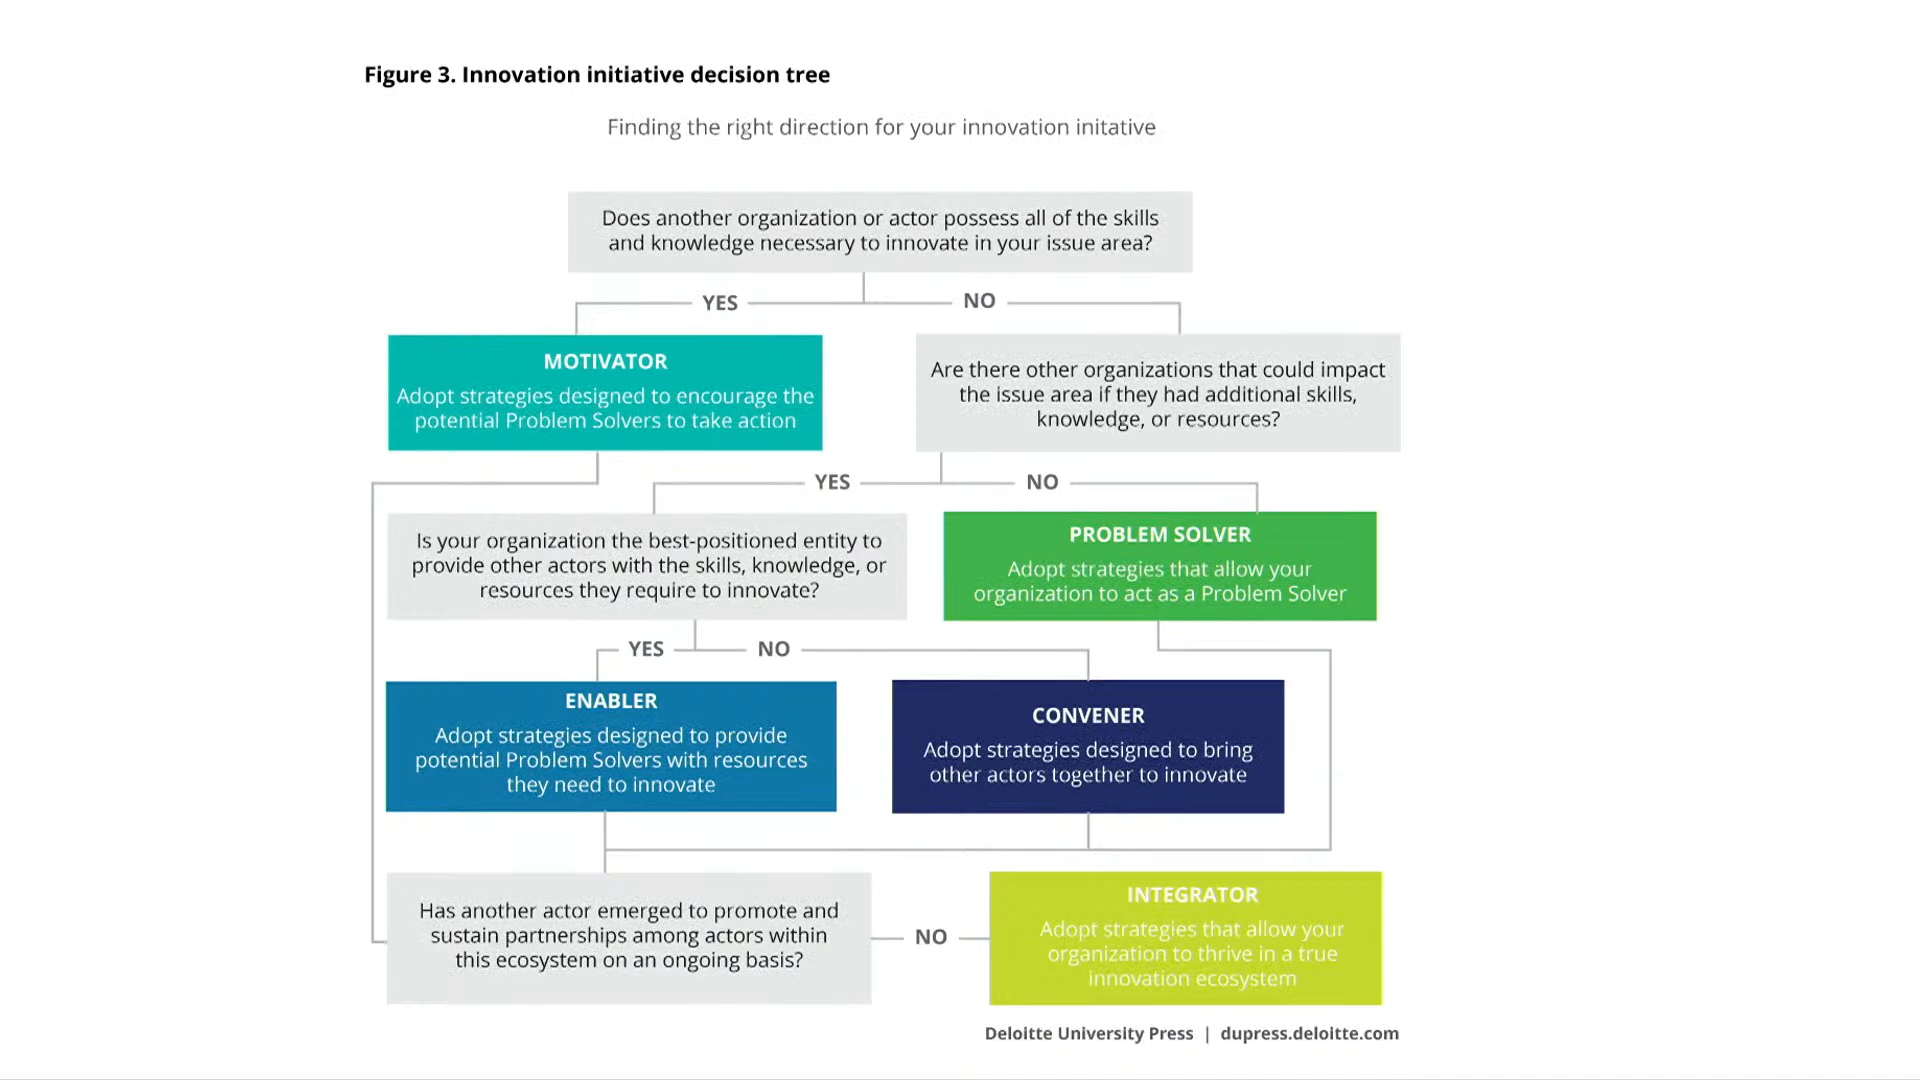 Figure 3. Innovation initiative decision tree
Finding the right direction for your innovation initative
Does another organization or actor possess all of the skills
and knowledge necessary to innovate in your issue area?
YES
NO
MOTIVATOR
Adopt strategies designed to encourage the
potential Problem Solvers to take action
Are there other organizations that could impact
the issue area if they had additional skills,
knowledge, or resources?
YES
NO
Is your organization the best-positioned entity to
provide other actors with the skills, knowledge, or
resources they require to innovate?
PROBLEM SOLVER
Adopt strategies that allow your
organization to act as a Problem Solver
YES
NO
ENABLER
Adopt strategies designed to provide
potential Problem Solvers with resources
they need to innovate
CONVENER
Adopt strategies designed to bring
other actors together to innovate
Has another actor emerged to promote and
sustain partnerships among actors within
this ecosystem on an ongoing basis?
NO
INTEGRATOR
Adopt strategies that allow your
organization to thrive in a true
innovation ecosystem
Deloitte University Press | dupress.deloitte.com